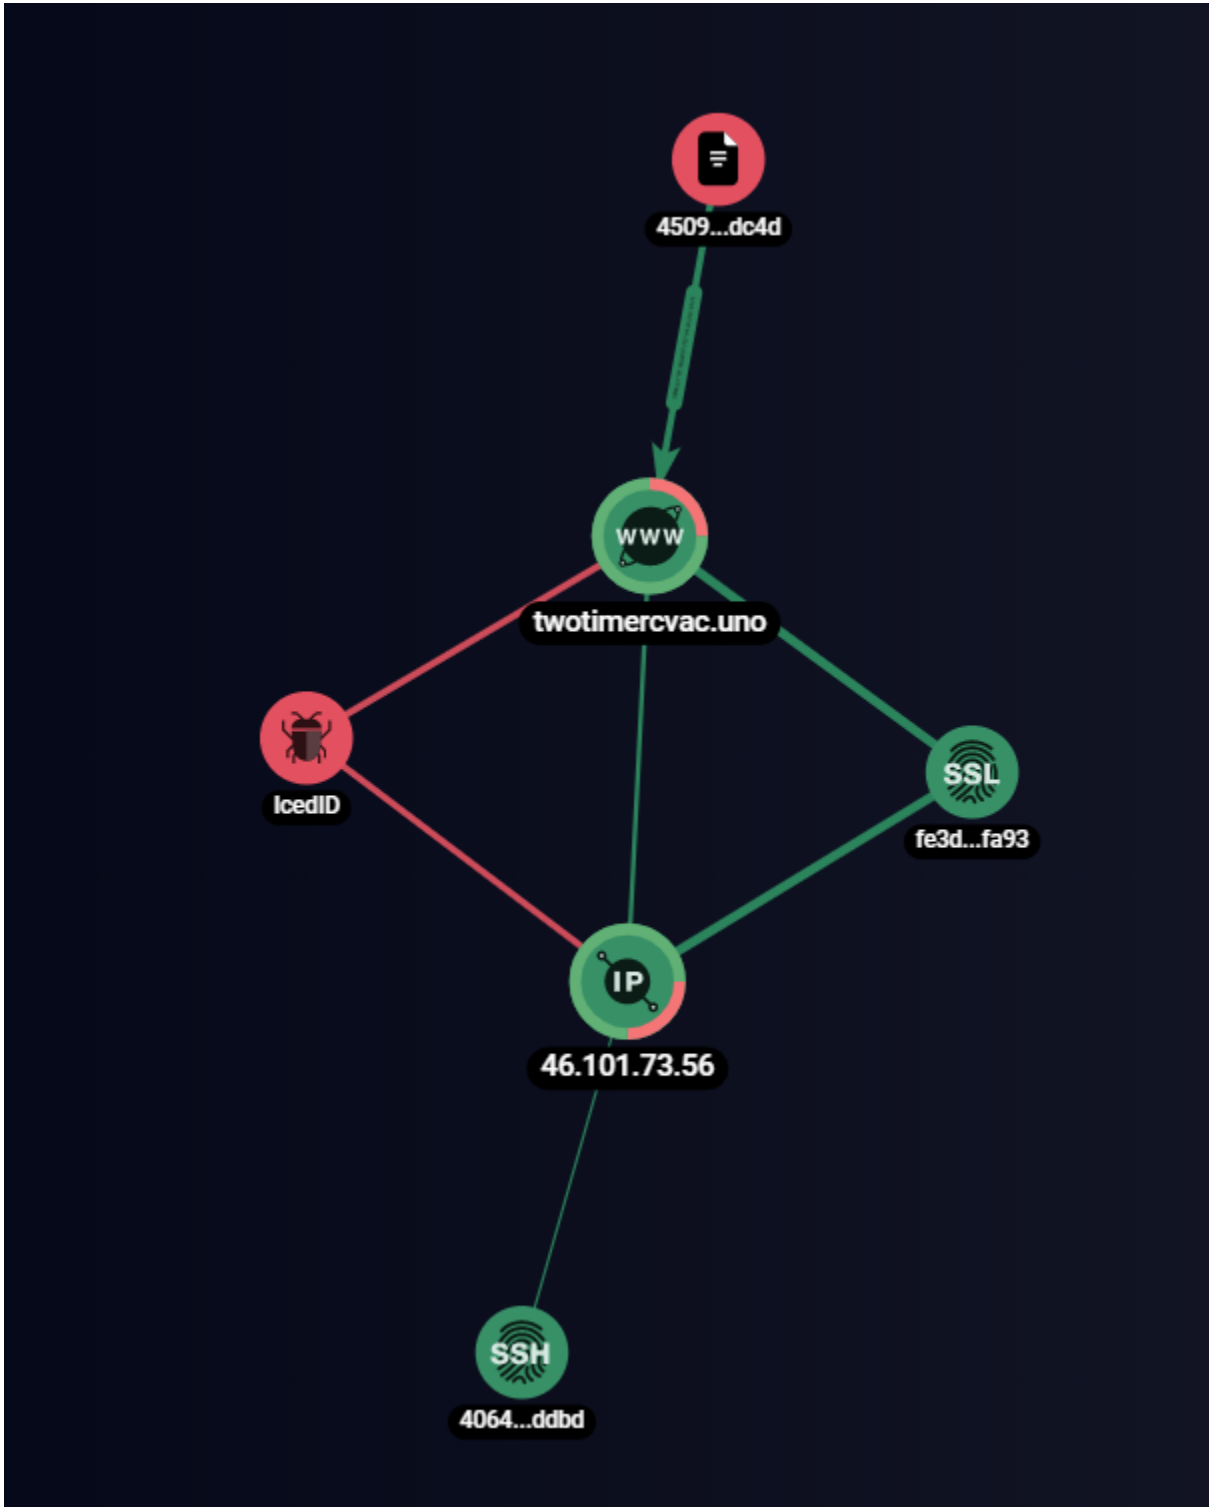 4509...dc4d
www
twotimercvac.uno
IcedID
SSL
fe3d...fa93
IP
46.101.73.56
SSH
4064...ddbd